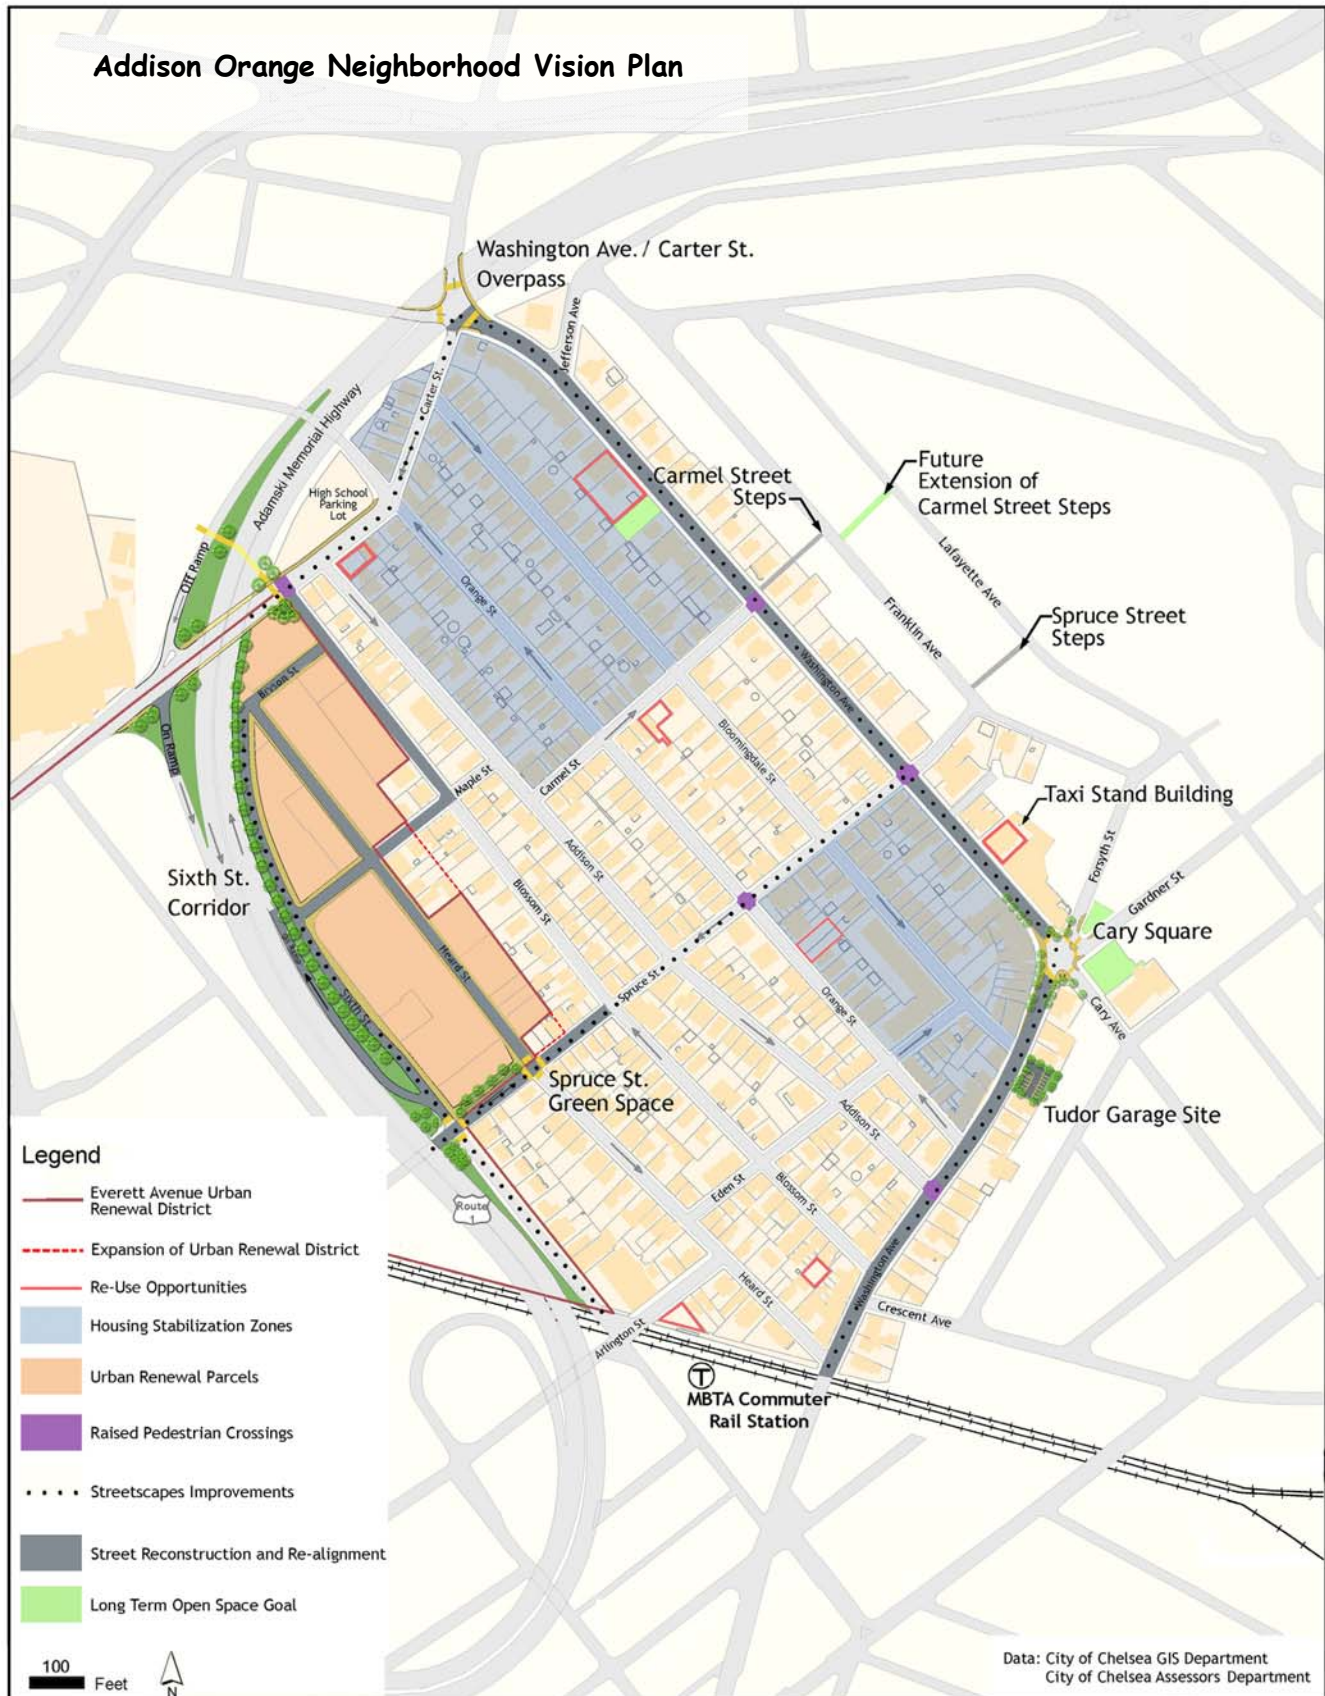 Addison Orange Neighborhood Vision Plan
Washington Ave. / Carter St.
Overpass
Jefferson Ave
Carter St.
Adamski Memorial Highway
High School
Parking
Lot
Carmel Street
Steps
Future
Extension of
Carmel Street Steps
Lafayette Ave
Franklin Ave
Spruce Street
Steps
Off Ramp
On Ramp
Orange St
Washington Ave
Bloomingdale St
Carmel St
Maple St
Addison St
Blossom St
Taxi Stand Building
Forsyth St
Gardner St
Cary Square
Cary Ave
Sixth St.
Corridor
Heard St
Sixth St.
Spruce St
Orange St
Spruce St.
Green Space
Addison St
Tudor Garage Site
Eden St
Blossom St
Route
1
Heard St
Washington Ave
Crescent Ave
Arlington St
T
MBTA Commuter
Rail Station
Legend
Everett Avenue Urban
Renewal District
Expansion of Urban Renewal District
Re-Use Opportunities
Housing Stabilization Zones
Urban Renewal Parcels
Raised Pedestrian Crossings
Streetscapes Improvements
Street Reconstruction and Re-alignment
Long Term Open Space Goal
100
Feet
N
Data: City of Chelsea GIS Department
City of Chelsea Assessors Department